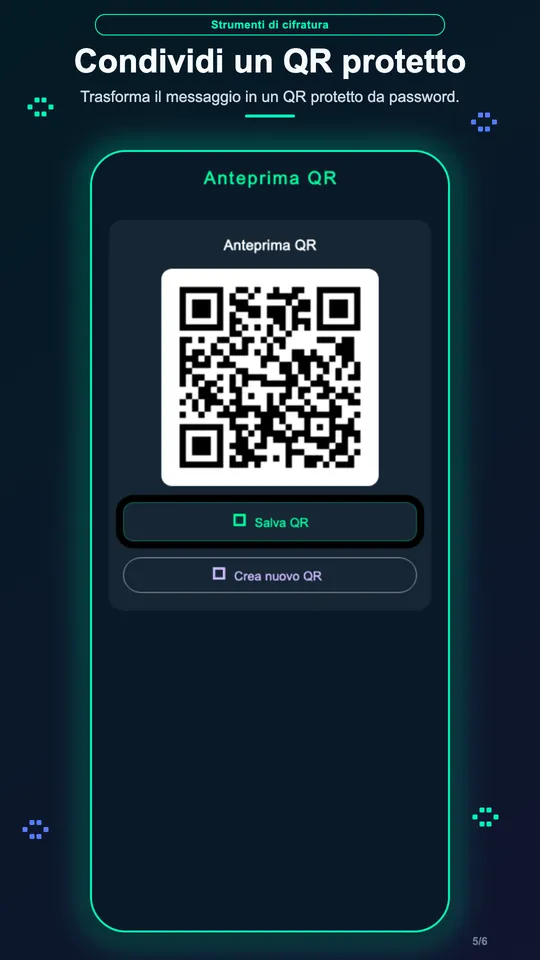 Strumenti di cifratura
Condividi un QR protetto
Trasforma il messaggio in un QR protetto da password.
Anteprima QR
Anteprima QR
Salva QR
Crea nuovo QR
5/6